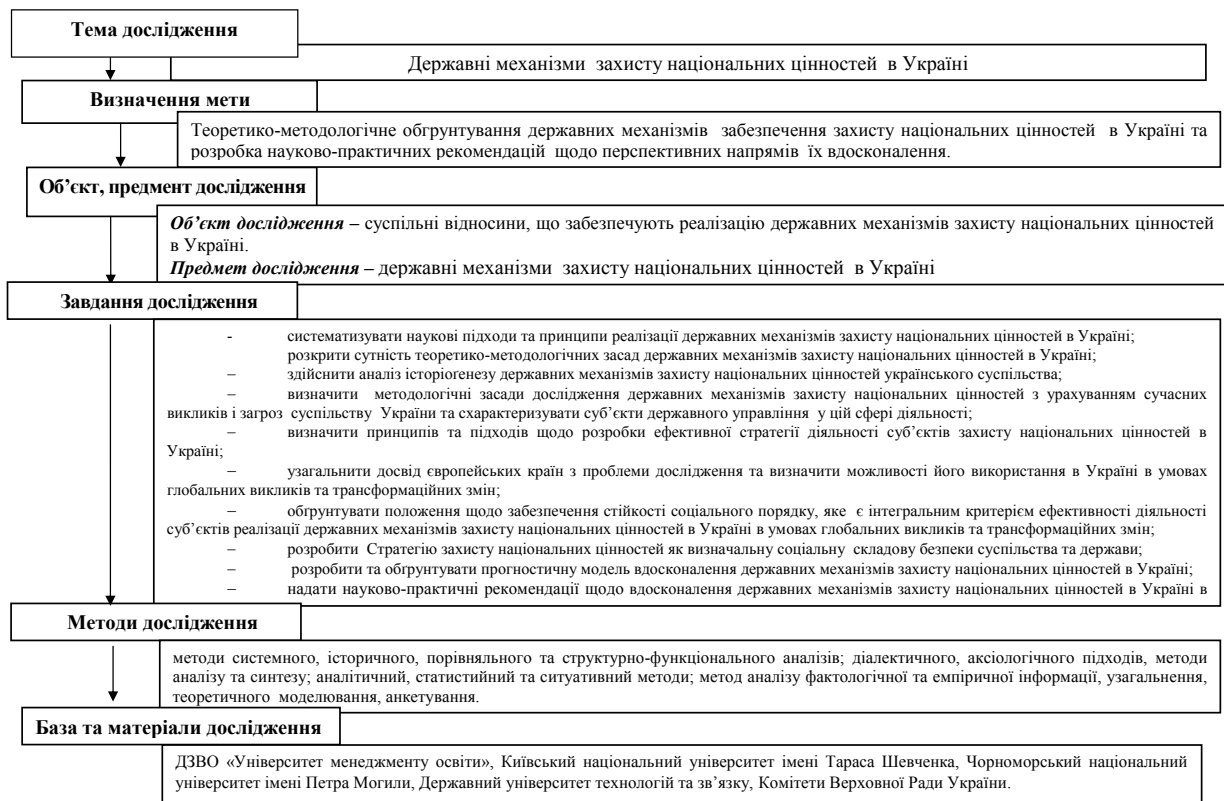 Тема дослідження
Державні механізми захисту національних цінностей в Україні
Визначення мети
Теоретико-методологічне обґрунтування державних механізмів забезпечення захисту національних цінностей в Україні та
розробка науково-практичних рекомендацій щодо перспективних напрямів їх вдосконалення.
Об’єкт, предмент дослідження
Об’єкт дослідження – суспільні відносини, що забезпечують реалізацію державних механізмів захисту національних цінностей
в Україні.
Предмет дослідження – державні механізми захисту національних цінностей в Україні
Завдання дослідження
- систематизувати наукові підходи та принципи реалізації державних механізмів захисту національних цінностей в Україні;
розкрити сутність теоретико-методологічних засад державних механізмів захисту національних цінностей в Україні;
– здійснити аналіз історіоґенезу державних механізмів захисту національних цінностей українського суспільства;
– визначити методологічні засади дослідження державних механізмів захисту національних цінностей з урахуванням сучасних
викликів і загроз суспільству України та схарактеризувати суб’єкти державного управління у цій сфері діяльності;
– визначити принципів та підходів щодо розробки ефективної стратегії діяльності суб’єктів захисту національних цінностей в
Україні;
– узагальнити досвід європейських країн з проблеми дослідження та визначити можливості його використання в Україні в умовах
глобальних викликів та трансформаційних змін;
– обґрунтувати положення щодо забезпечення стійкості соціального порядку, яке є інтегральним критерієм ефективності діяльності
суб’єктів реалізації державних механізмів захисту національних цінностей в Україні в умовах глобальних викликів та трансформаційних змін;
– розробити Стратегію захисту національних цінностей як визначальну соціальну складову безпеки суспільства та держави;
– розробити та обґрунтувати прогностичну модель вдосконалення державних механізмів захисту національних цінностей в Україні;
– надати науково-практичні рекомендації щодо вдосконалення державних механізмів захисту національних цінностей в Україні в
Методи дослідження
методи системного, історичного, порівняльного та структурно-функціонального аналізів; діалектичного, аксіологічного підходів, методи
аналізу та синтезу; аналітичний, статистийний та ситуативний методи; метод аналізу фактологічної та емпіричної інформації, узагальнення,
теоретичного моделювання, анкетування.
База та матеріали дослідження
ДЗВО «Університет менеджменту освіти», Київський національний університет імені Тараса Шевченка, Чорноморський національний
університет імені Петра Могили, Державний університет технологій та зв’язку, Комітети Верховної Ради України.